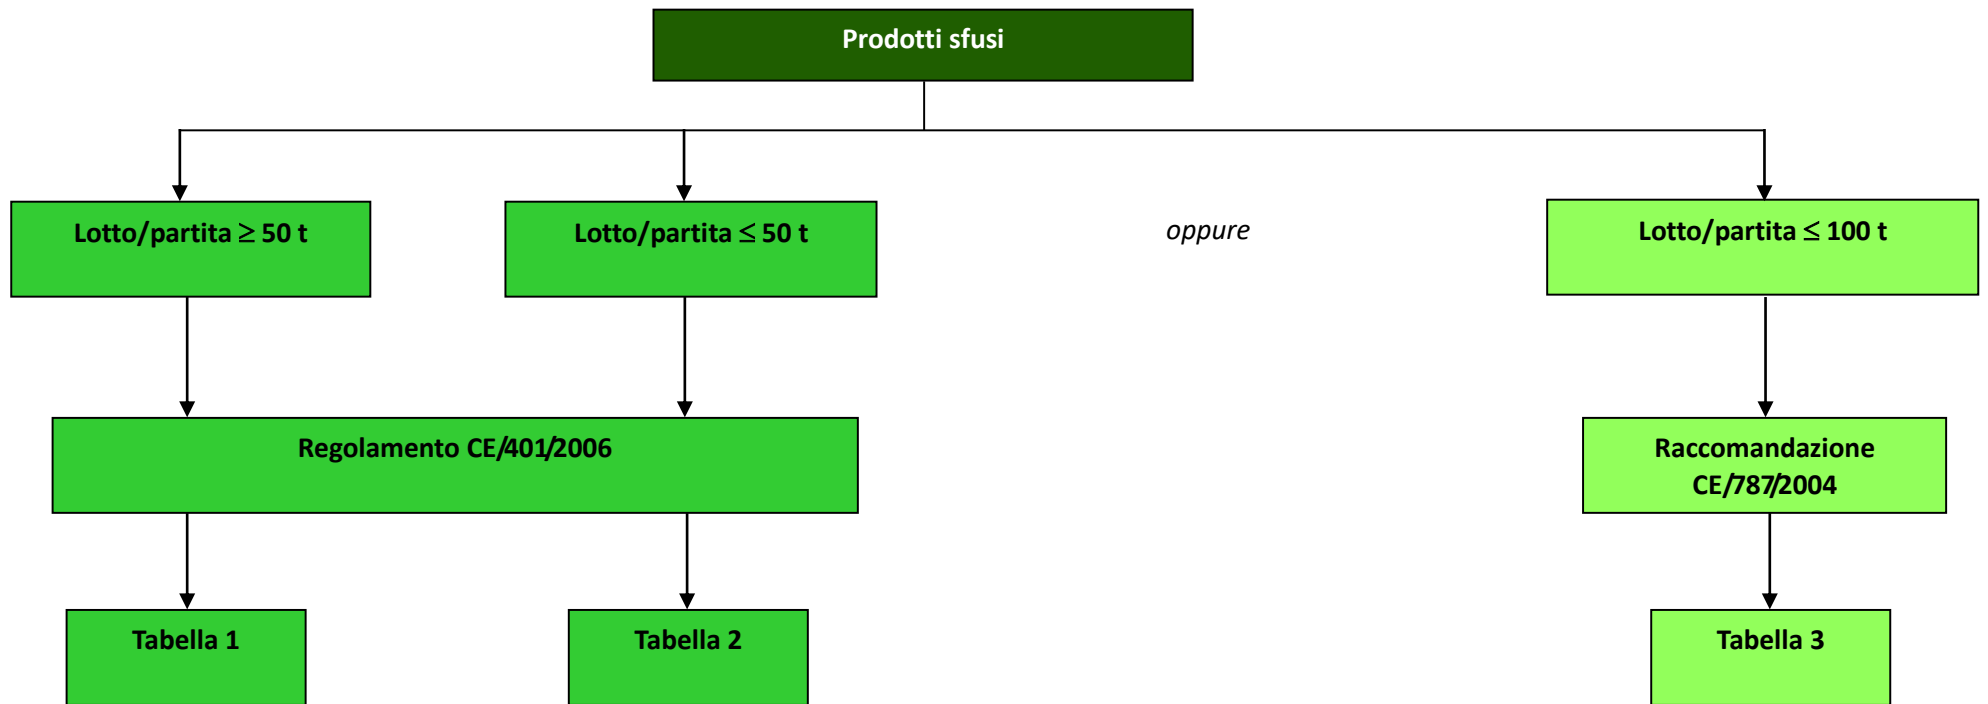 Prodotti sfusi
Lotto/partita ≥ 50 t
Lotto/partita ≤ 50 t
oppure
Lotto/partita ≤ 100 t
Regolamento CE/401/2006
Raccomandazione
CE/787/2004
Tabella 1
Tabella 2
Tabella 3